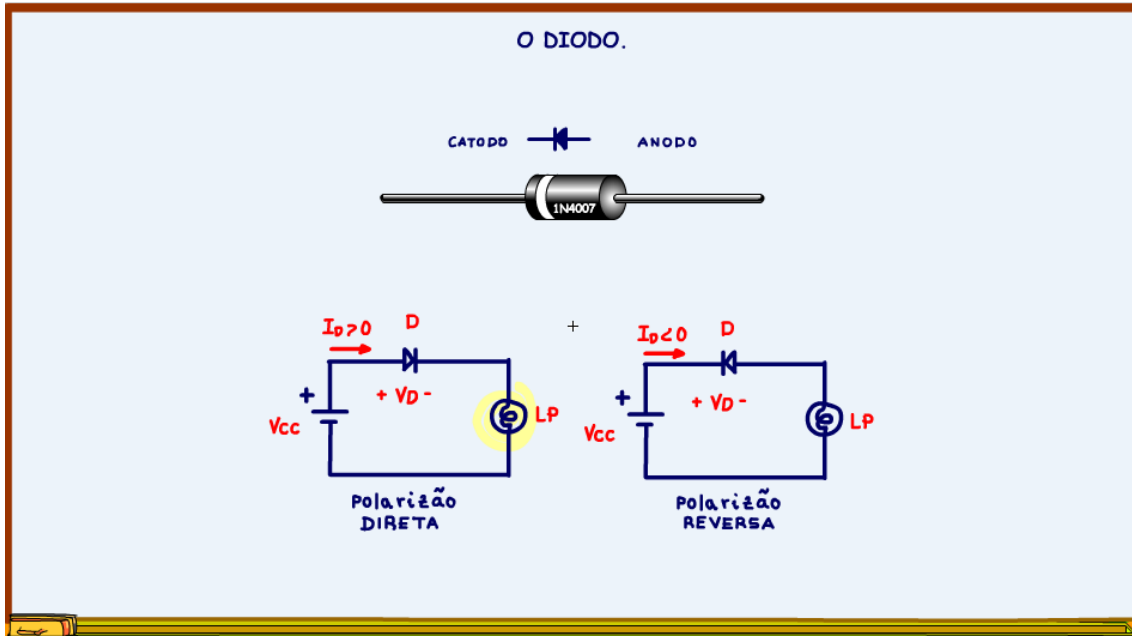 O DIODO.
CATODO ANODO
1N4007
ID>0 D
+ VD -
+
Vcc
LP
Polarizão
DIRETA
ID<0 D
+ VD -
+
Vcc
LP
Polarizão
REVERSA